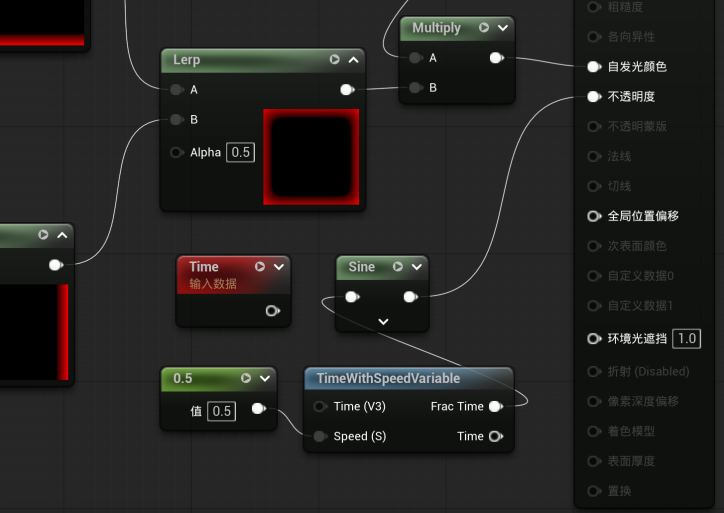 Multiply
A
B
Lerp
A
B
Alpha 0.5
Time
输入数据
Sine
0.5
值 0.5
TimeWithSpeedVariable
Time (V3) Frac Time
Speed (S) Time
粗糙度
各向异性
自发光颜色
不透明度
不透明蒙版
法线
切线
全局位置偏移
次表面颜色
自定义数据0
自定义数据1
环境光遮挡 1.0
折射 (Disabled)
像素深度偏移
着色模型
表面厚度
置换